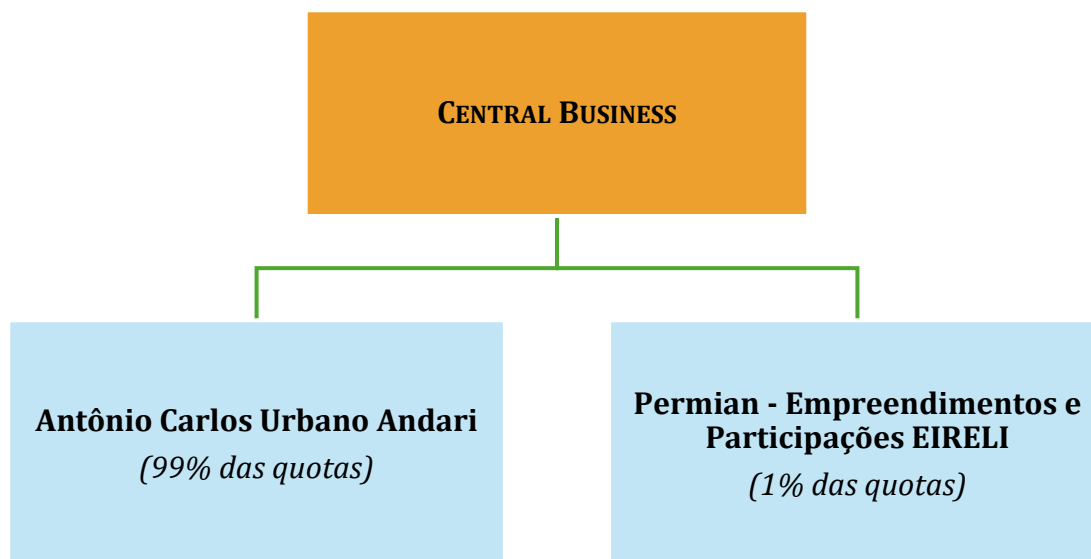 CENTRAL BUSINESS
Antônio Carlos Urbano Andari
(99% das quotas)
Permian - Empreendimentos e
Participações EIRELI
(1% das quotas)